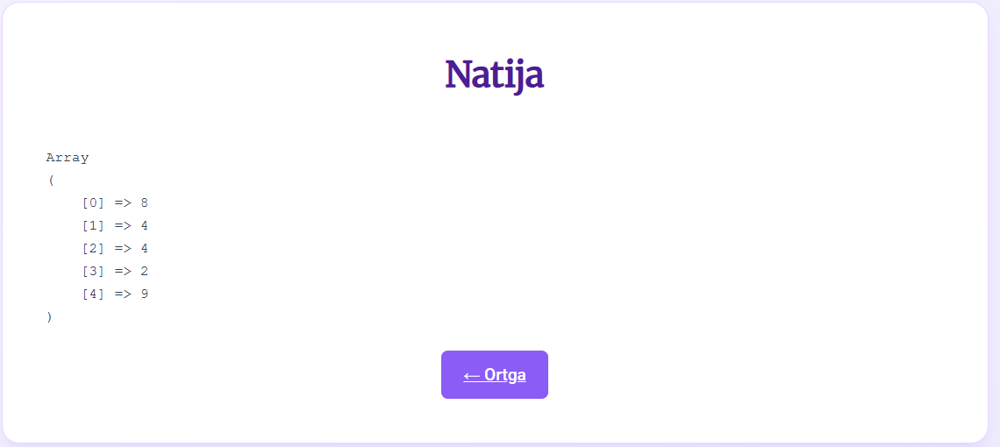 Natija
Array
(
    [0] => 8
    [1] => 4
    [2] => 4
    [3] => 2
    [4] => 9
)
← Ortga